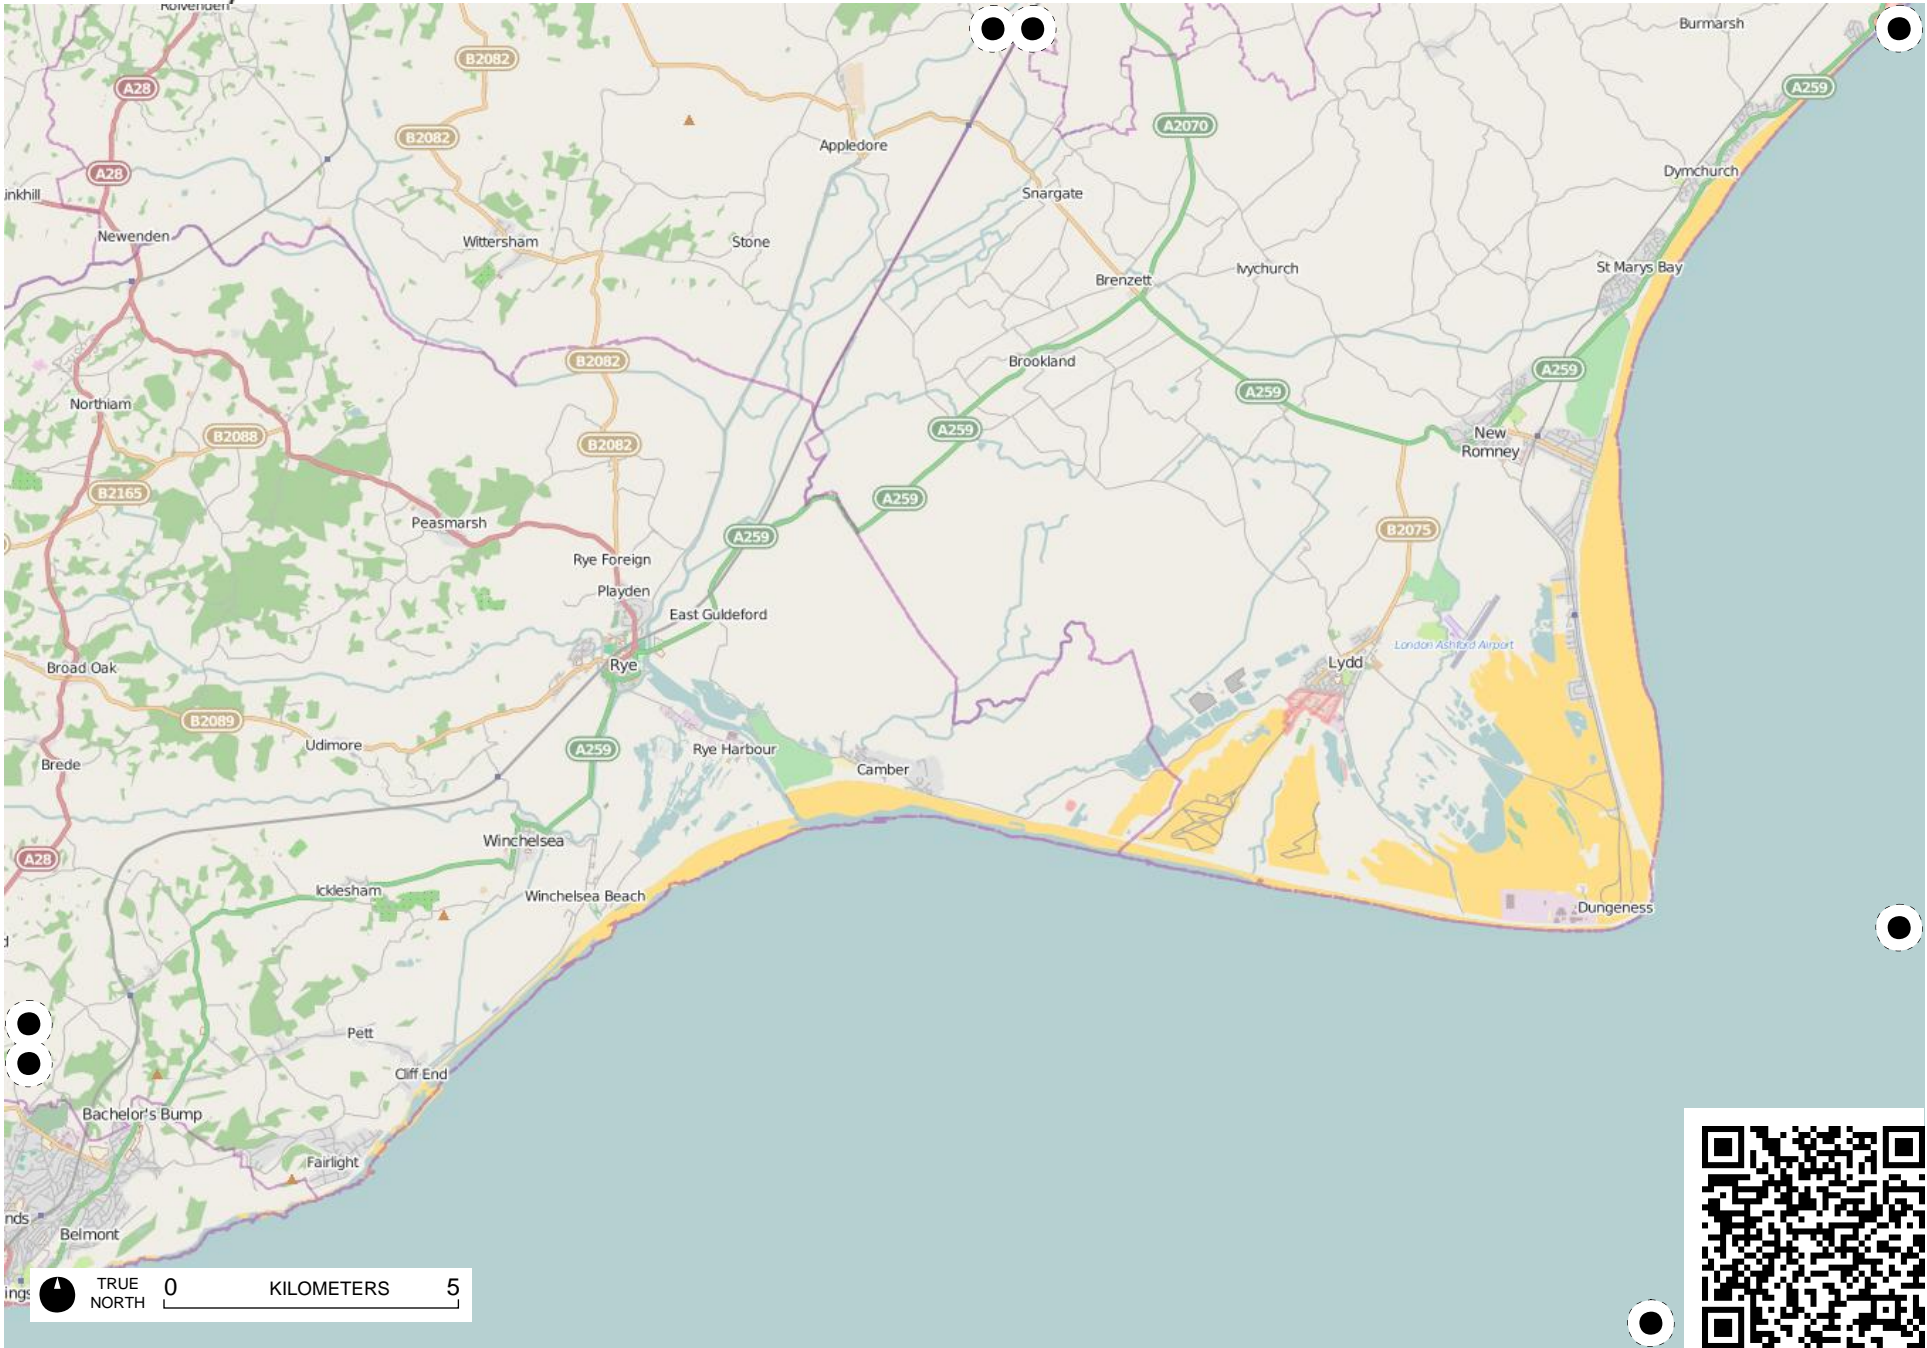 Rolvenden
Burmarsh
B2082
A28
A259
B2082
A2070
Appledore
A28
Dymchurch
Snargate
Newenden
Wittersham
Stone
St Marys Bay
Ivychurch
Brenzett
B2082
Brookland
A259
A259
Northiam
A259
B2088
New
Romney
B2082
B2165
A259
Peasmarsh
A259
B2075
Rye Foreign
Playden
East Guldeford
London Ashford Airport
Broad Oak
Rye
Lydd
B2089
Udimore
A259
Rye Harbour
Brede
Camber
Winchelsea
A28
Icklesham
Winchelsea Beach
Dungeness
Pett
Cliff End
Bachelor's Bump
Fairlight
Belmont
TRUE
NORTH
0 KILOMETERS 5